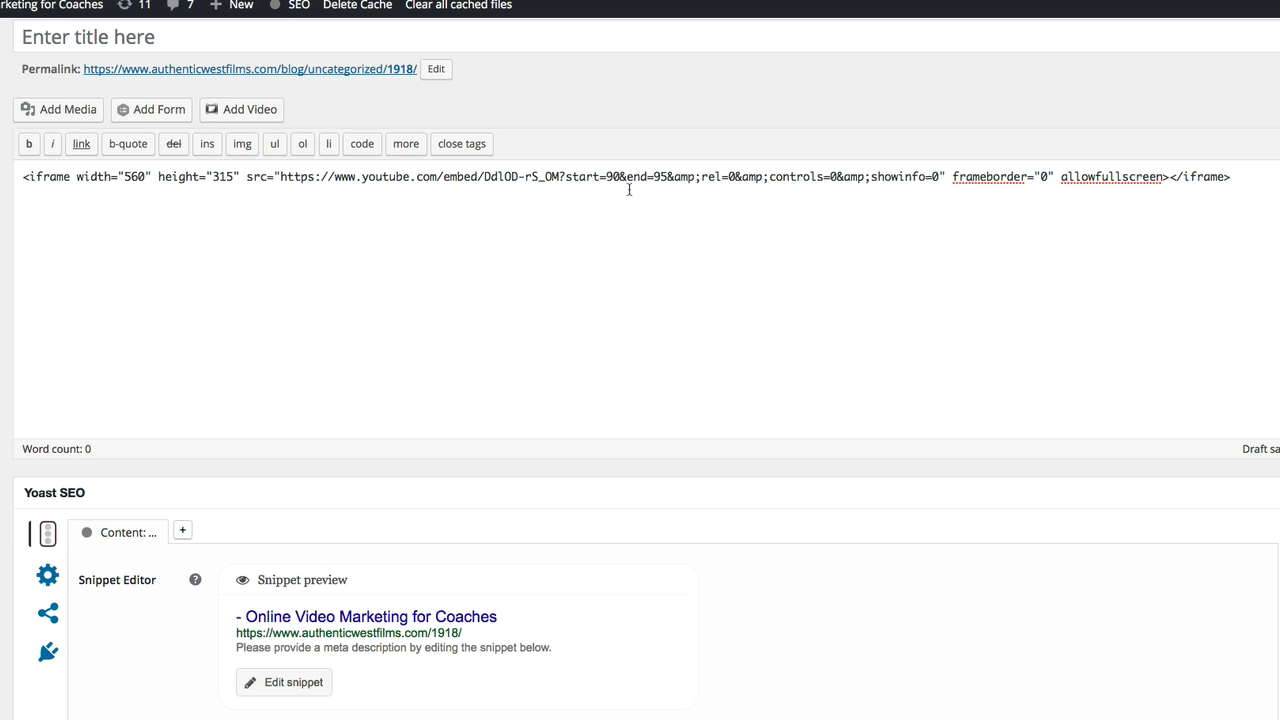 rketing for Coaches 11 7 New SEO Delete Cache Clear all cached files
Enter title here
Permalink: https://www.authenticwestfilms.com/blog/uncategorized/1918/ Edit
Add Media Add Form Add Video
b i link b-quote del ins img ul ol li code more close tags
<iframe width="560" height="315" src="https://www.youtube.com/embed/DdlOD-rS_OM?start=90&end=95&amp;rel=0&amp;controls=0&amp;showinfo=0" frameborder="0" allowfullscreen></iframe>
Word count: 0 Draft sa
Yoast SEO
Content: ... +
Snippet Editor ? Snippet preview
- Online Video Marketing for Coaches
https://www.authenticwestfilms.com/1918/
Please provide a meta description by editing the snippet below.
Edit snippet